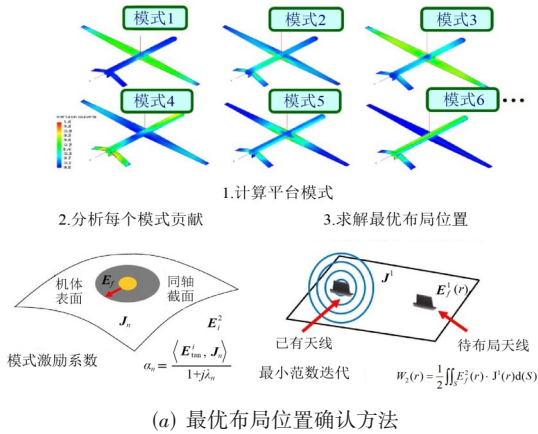 模式1
模式2
模式3
模式4
模式5
模式6
...
1.计算平台模式
2.分析每个模式贡献
3.求解最优布局位置
机体
表面
E_f
同轴
截面
J_n
E_i^2
模式激励系数
α_n = ⟨E_tan^i, J_n⟩ / 1+jλ_n
J^1
E_f^1(r)
已有天线
待布局天线
最小范数迭代
W_2(r) = 1/2 ∬_S E_f^2(r)·J^1(r)d(S)
(a) 最优布局位置确认方法